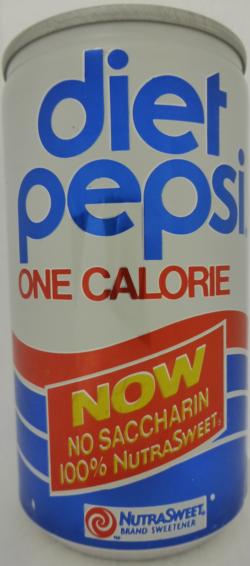 diet
pepsi
ONE CALORIE
NOW
NO SACCHARIN
100% NUTRASWEET
NUTRASWEET
BRAND SWEETENER